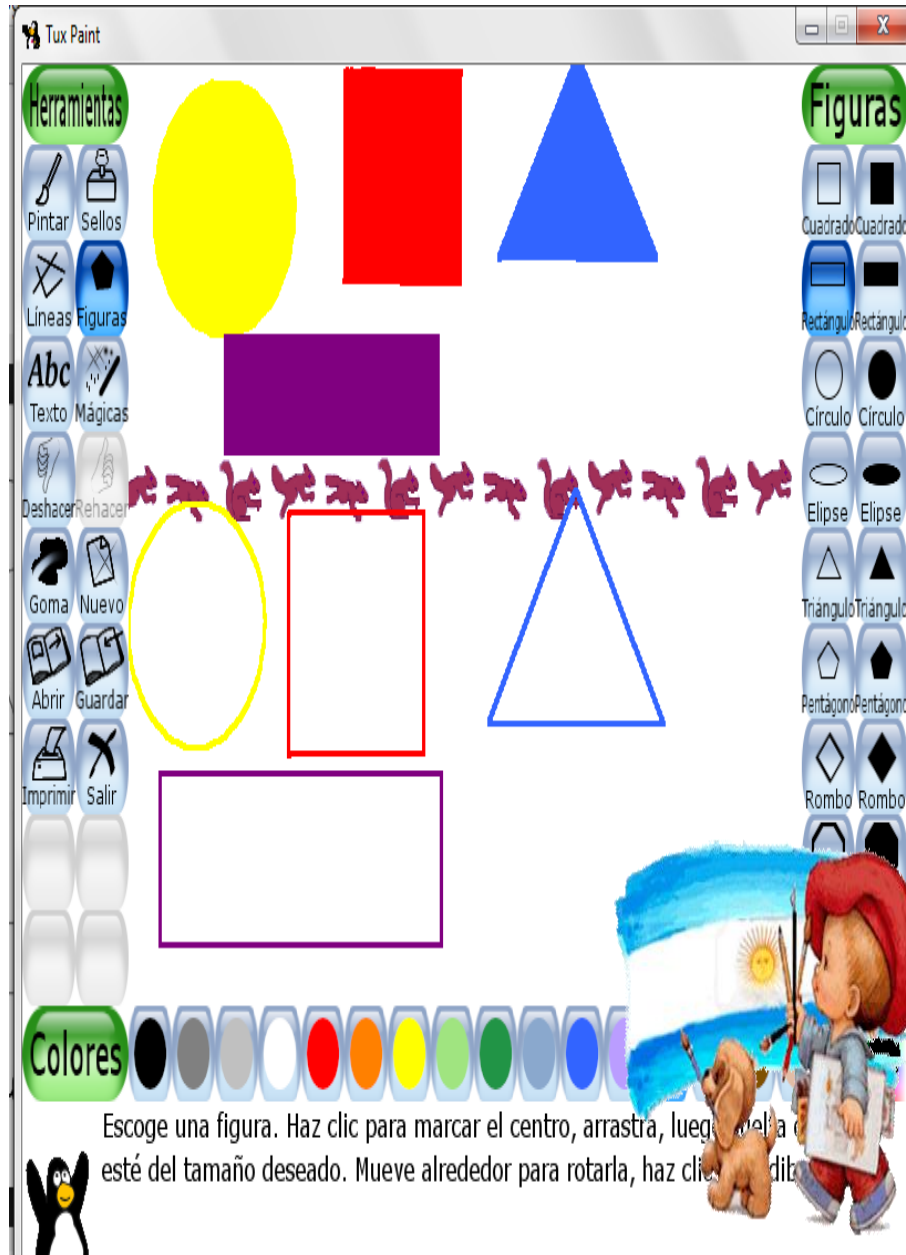 Tux Paint
Herramientas
Figuras
Pintar Sellos
Cuadrado Cuadrado
Líneas Figuras
Rectángulo Rectángulo
Abc
Texto Mágicas
Círculo Círculo
Deshacer Rehacer
Elipse Elipse
Goma Nuevo
Triángulo Triángulo
Abrir Guardar
Pentágono Pentágono
Imprimir Salir
Rombo Rombo
Colores
Escoge una figura. Haz clic para marcar el centro, arrastra,
esté del tamaño deseado. Mueve alrededor para rotarla, haz